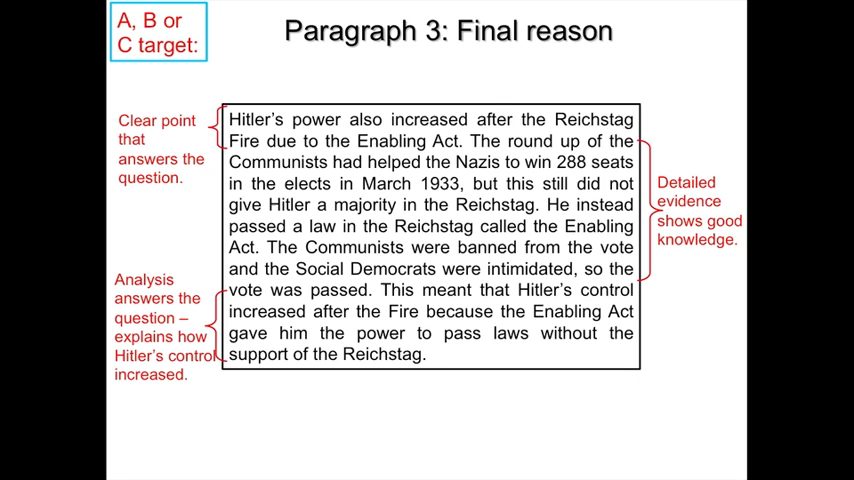 A, B or
C target:
Paragraph 3: Final reason
Clear point
that
answers the
question.
Hitler's power also increased after the Reichstag
Fire due to the Enabling Act. The round up of the
Communists had helped the Nazis to win 288 seats
in the elects in March 1933, but this still did not
give Hitler a majority in the Reichstag. He instead
passed a law in the Reichstag called the Enabling
Act. The Communists were banned from the vote
and the Social Democrats were intimidated, so the
vote was passed. This meant that Hitler's control
increased after the Fire because the Enabling Act
gave him the power to pass laws without the
support of the Reichstag.
Detailed
evidence
shows good
knowledge.
Analysis
answers the
question –
explains how
Hitler's control
increased.